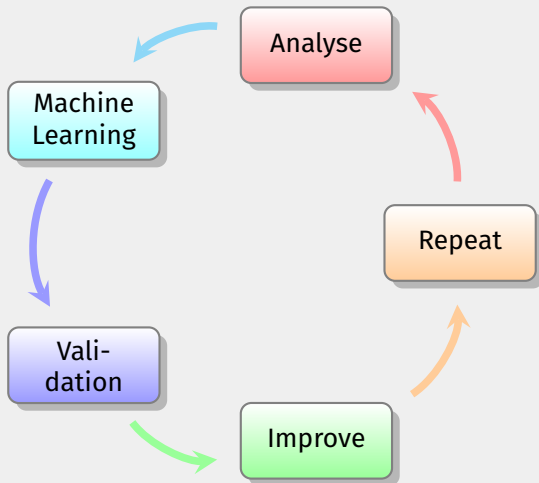 Analyse
Machine
Learning
Vali-
dation
Improve
Repeat